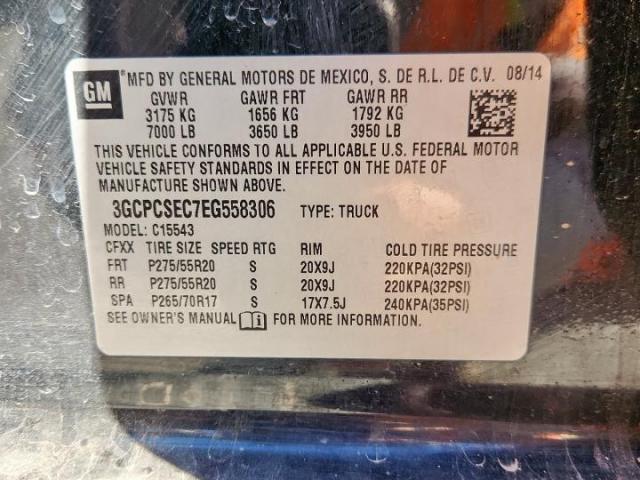 GM MFD BY GENERAL MOTORS DE MEXICO, S. DE R.L. DE C.V. 08/14
GVWR GAWR FRT GAWR RR
3175 KG 1656 KG 1792 KG
7000 LB 3650 LB 3950 LB
THIS VEHICLE CONFORMS TO ALL APPLICABLE U.S. FEDERAL MOTOR
VEHICLE SAFETY STANDARDS IN EFFECT ON THE DATE OF
MANUFACTURE SHOWN ABOVE.
3GCPCSEC7EG558306 TYPE: TRUCK
MODEL: C15543
CFXX TIRE SIZE SPEED RTG RIM COLD TIRE PRESSURE
FRT P275/55R20 S 20X9J 220KPA(32PSI)
RR P275/55R20 S 20X9J 220KPA(32PSI)
SPA P265/70R17 S 17X7.5J 240KPA(35PSI)
SEE OWNER'S MANUAL FOR MORE INFORMATION.